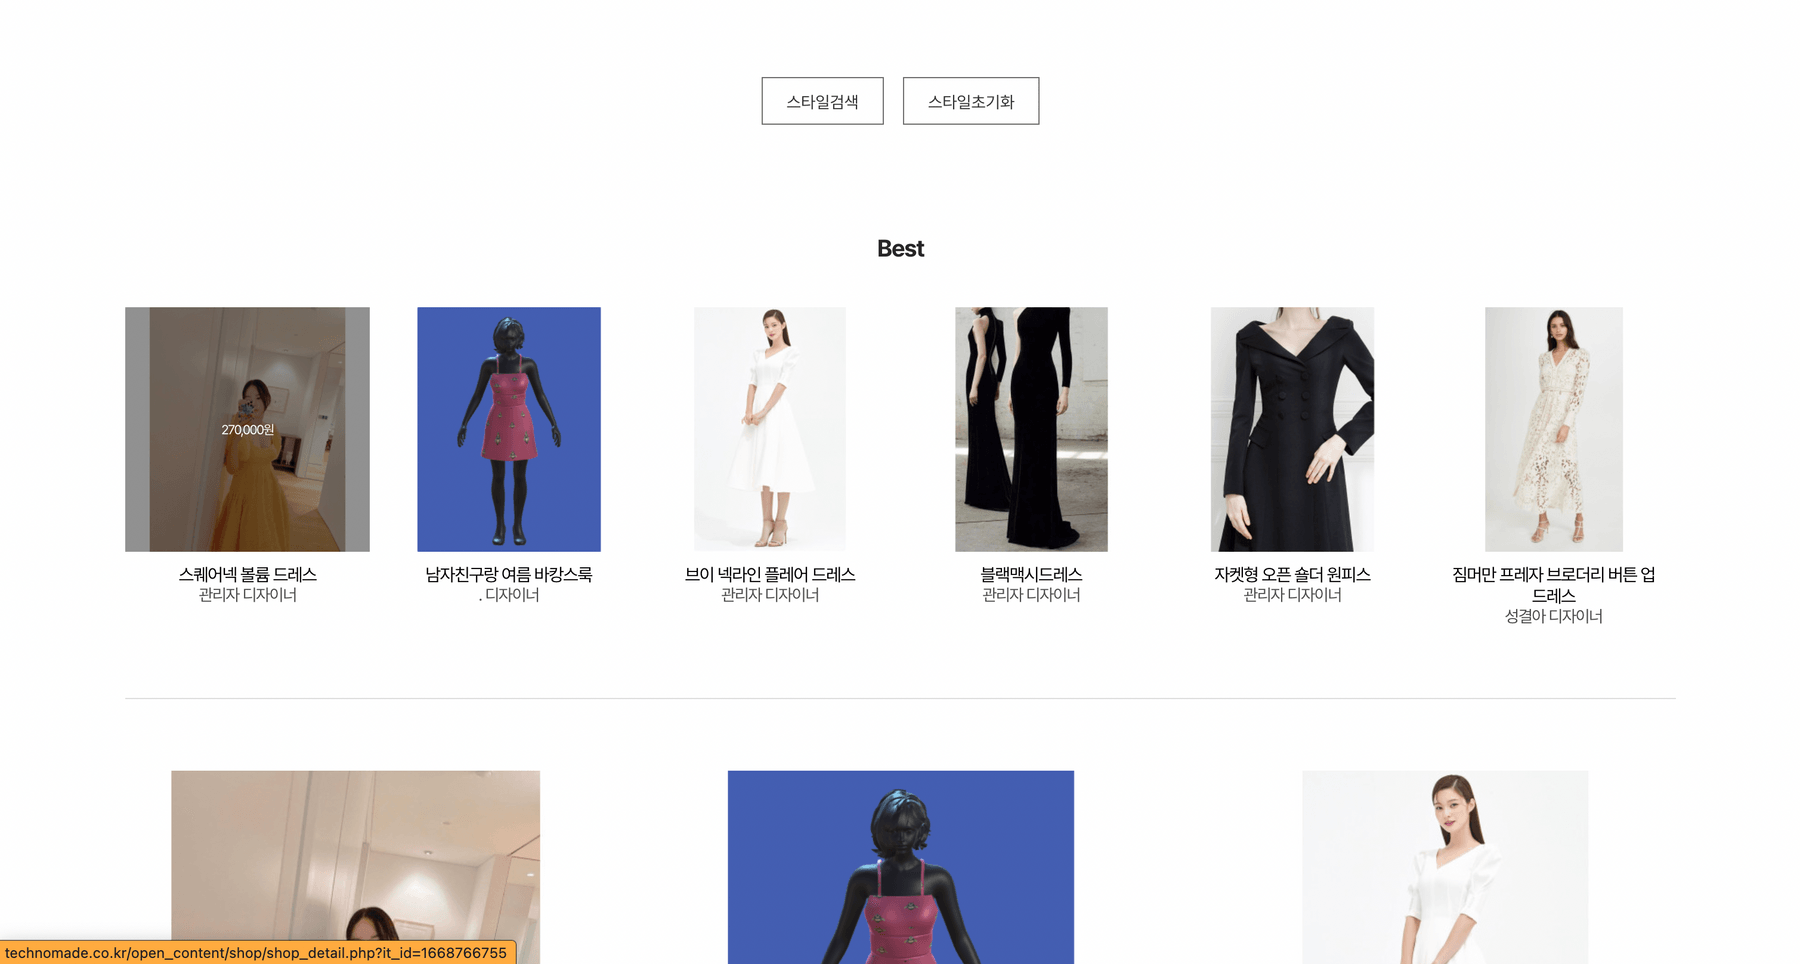 스타일검색
스타일초기화
Best
270,000원
스퀘어넥 볼륨 드레스
관리자 디자이너
남자친구랑 여름 바캉스룩
. 디자이너
브이 넥라인 플레어 드레스
관리자 디자이너
블랙맥시드레스
관리자 디자이너
자켓형 오픈 숄더 원피스
관리자 디자이너
짐머만 프레자 브로더리 버튼 업
드레스
성결아 디자이너
technomade.co.kr/open_content/shop/shop_detail.php?it_id=1668766755